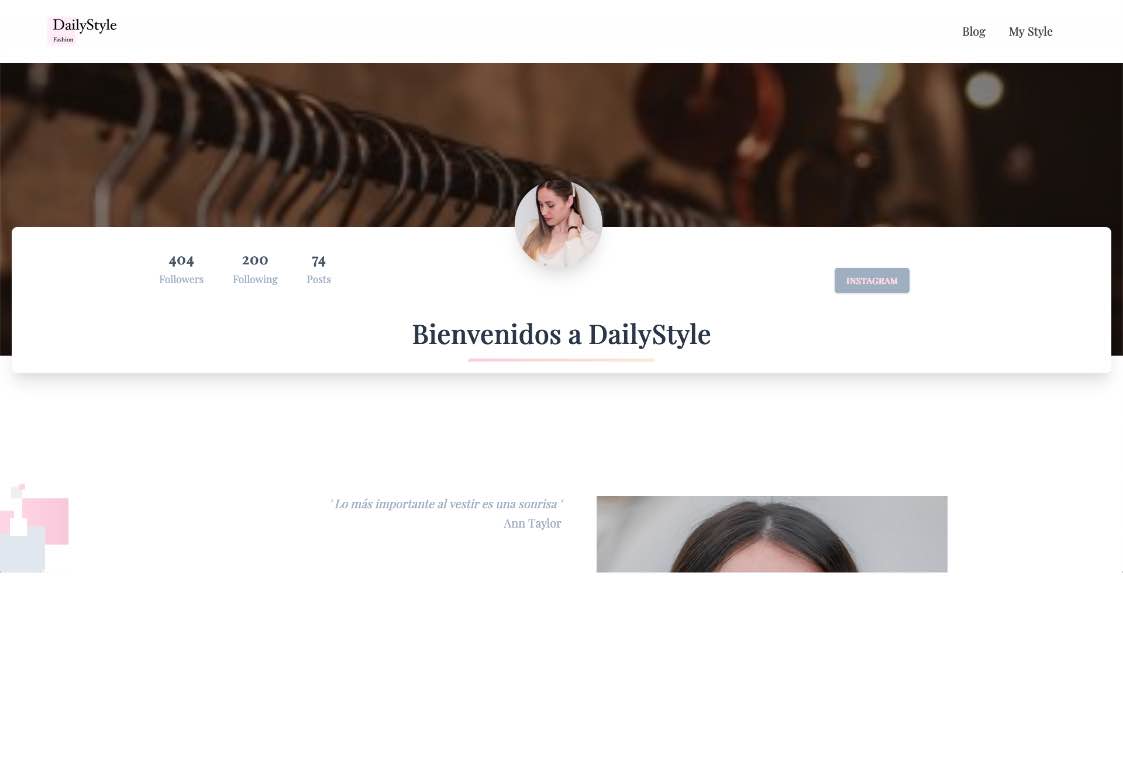 DailyStyle
Fashion
Blog
My Style
404
Followers
200
Following
74
Posts
INSTAGRAM
Bienvenidos a DailyStyle
' Lo más importante al vestir es una sonrisa '
Ann Taylor